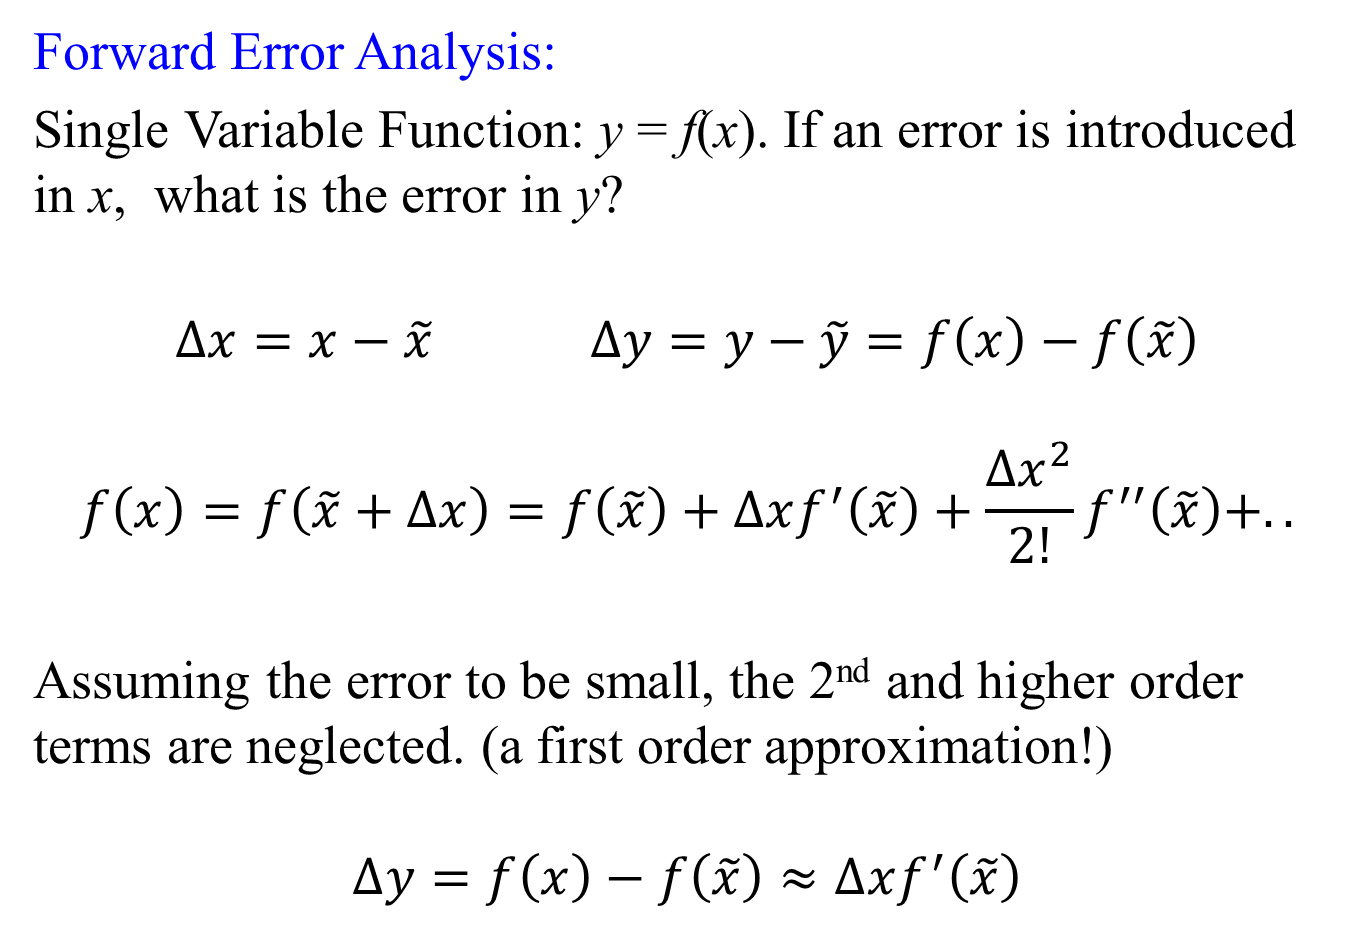 Forward Error Analysis:
Single Variable Function: y = f(x). If an error is introduced
in x, what is the error in y?
Δx = x − x̃    Δy = y − ỹ = f(x) − f(x̃)
f(x) = f(x̃ + Δx) = f(x̃) + Δxf′(x̃) + Δx²/2! f″(x̃)+..
Assuming the error to be small, the 2nd and higher order
terms are neglected. (a first order approximation!)
Δy = f(x) − f(x̃) ≈ Δxf′(x̃)